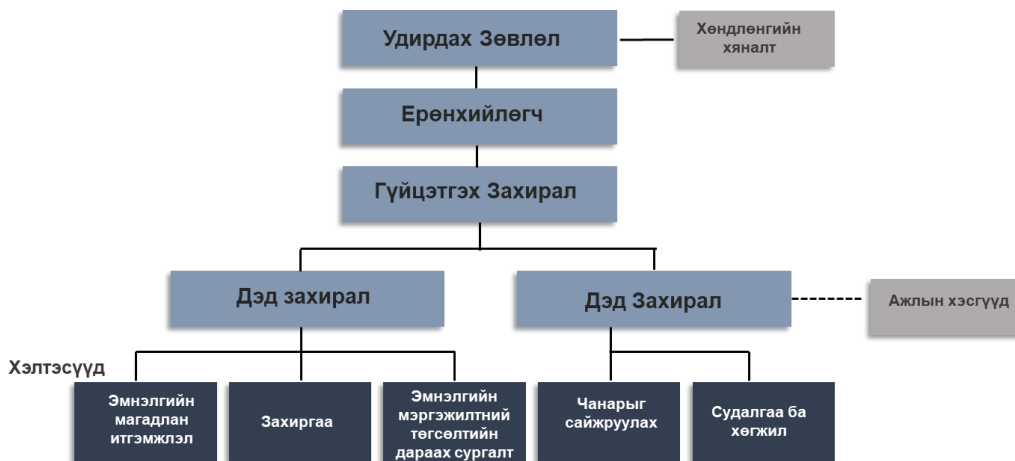 Удирдах Зөвлөл
Хөндлөнгийн
хяналт
Ерөнхийлөгч
Гүйцэтгэх Захирал
Дэд захирал
Дэд Захирал
Ажлын хэсгүүд
Хэлтэсүүд
Эмнэлгийн
магадлан
итгэмжлэл
Захиргаа
Эмнэлгийн
мэргэжилтний
төгсөлтийн
дараах сургалт
Чанарыг
сайжруулах
Судалгаа ба
хөгжил